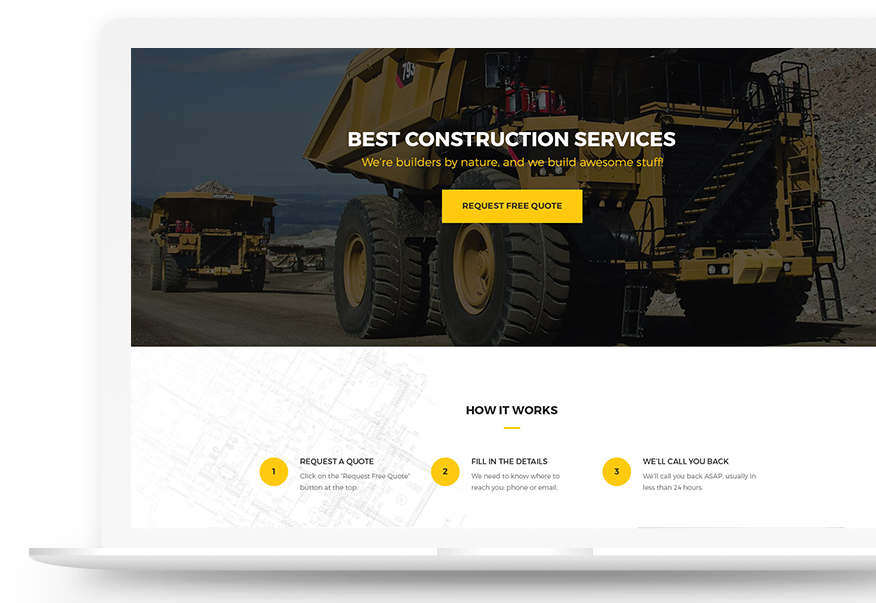 793
BEST CONSTRUCTION SERVICES
We're builders by nature, and we build awesome stuff!
REQUEST FREE QUOTE
HOW IT WORKS
1
REQUEST A QUOTE
Click on the "Request Free Quote"
button at the top.
2
FILL IN THE DETAILS
We need to know where to
reach you: phone or email.
3
WE'LL CALL YOU BACK
We'll call you back ASAP, usually in
less than 24 hours.